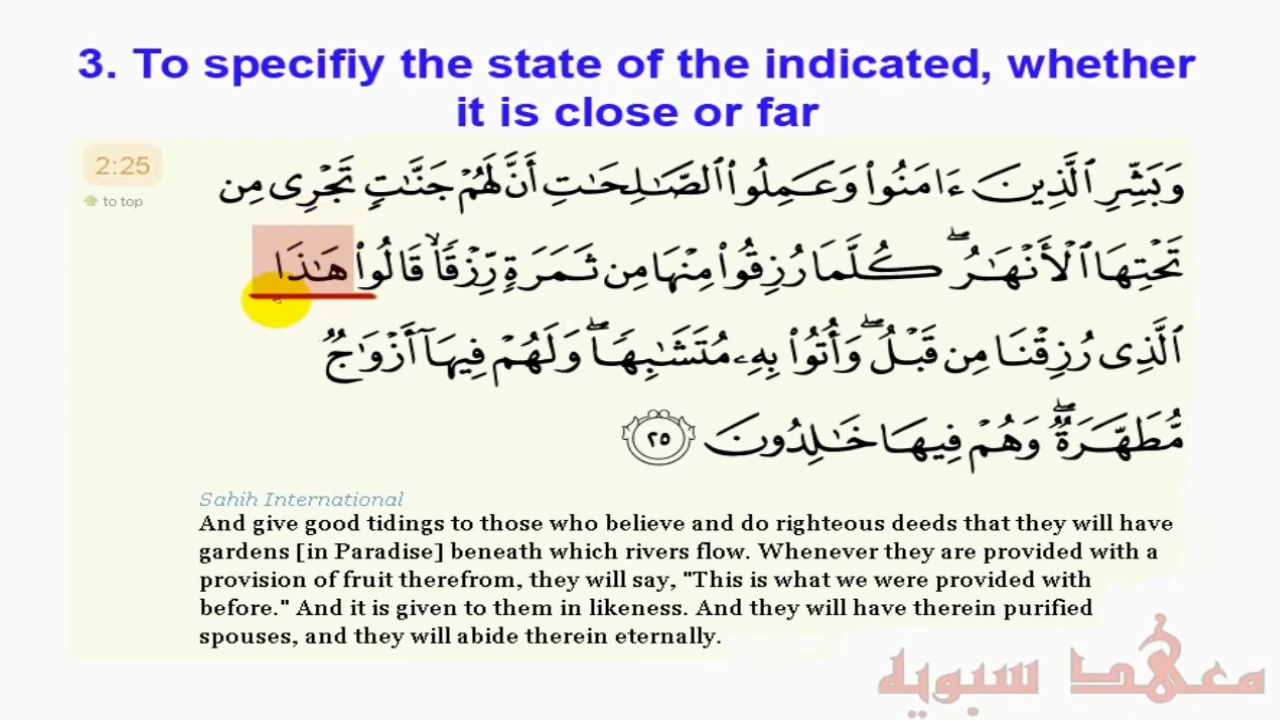 3. To specifiy the state of the indicated, whether
it is close or far
2:25
to top
وَبَشِّرِ ٱلَّذِينَ ءَامَنُوا۟ وَعَمِلُوا۟ ٱلصَّـٰلِحَـٰتِ أَنَّ لَهُمْ جَنَّـٰتٍ تَجْرِى مِن
تَحْتِهَا ٱلْأَنْهَـٰرُ ۖ كُلَّمَا رُزِقُوا۟ مِنْهَا مِن ثَمَرَةٍ رِّزْقًا ۙ قَالُوا۟ هَـٰذَا
ٱلَّذِى رُزِقْنَا مِن قَبْلُ ۖ وَأُتُوا۟ بِهِۦ مُتَشَـٰبِهًا ۖ وَلَهُمْ فِيهَآ أَزْوَٰجٌ
مُّطَهَّرَةٌ ۖ وَهُمْ فِيهَا خَـٰلِدُونَ ٢٥
Sahih International
And give good tidings to those who believe and do righteous deeds that they will have
gardens [in Paradise] beneath which rivers flow. Whenever they are provided with a
provision of fruit therefrom, they will say, "This is what we were provided with
before." And it is given to them in likeness. And they will have therein purified
spouses, and they will abide therein eternally.
معهد سيبويه